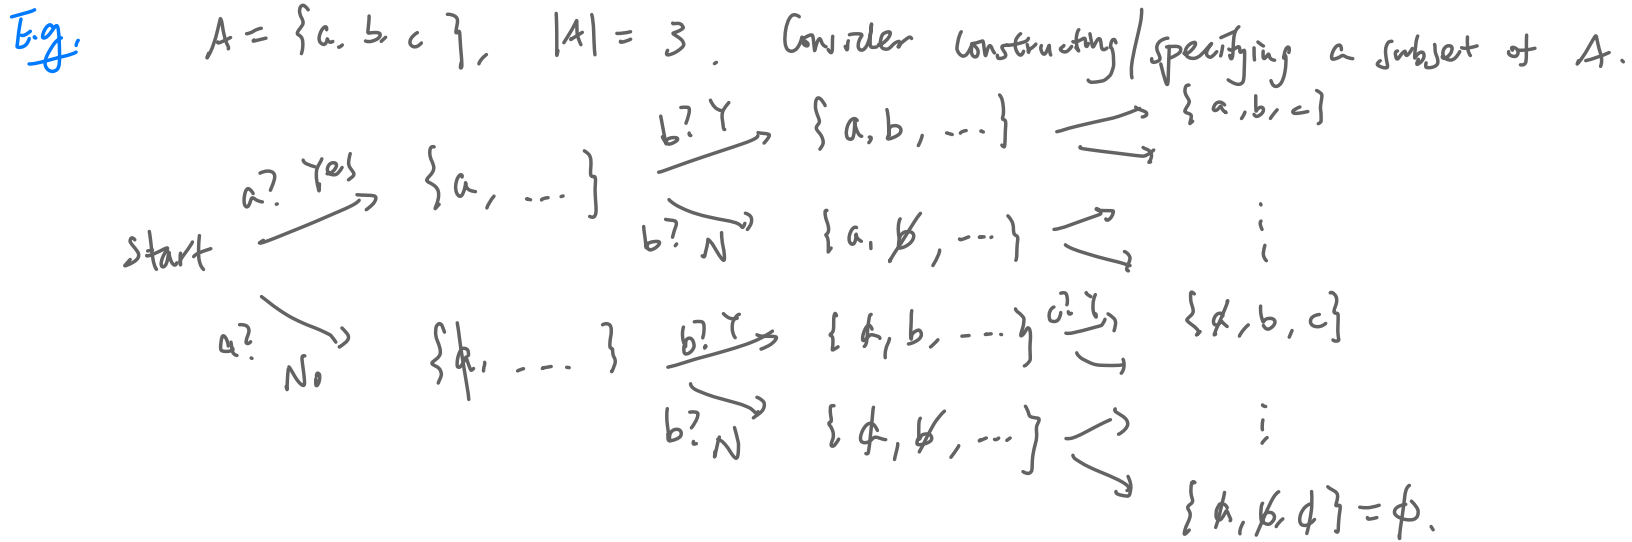 E.g. A = {a, b, c}, |A| = 3. Consider constructing/specifying a subset of A.
b? Y {a, b, ....} {a, b, c}
a? Yes {a, ....}
start b? N {a, b̸, ....} ⋮
a? No {a̸, ....} b? Y {a̸, b, ....} c? Y {a̸, b, c}
b? N {a̸, b̸, ....} ⋮
{a̸, b̸, c̸} = ϕ.